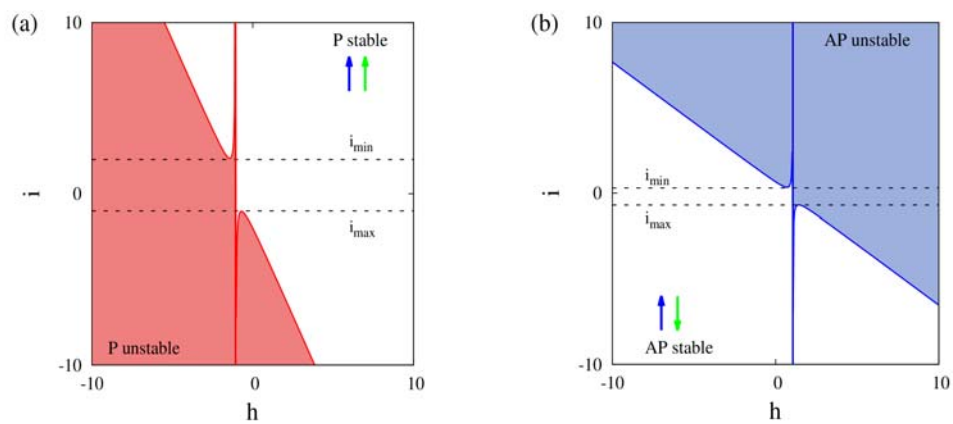 (a)
10
P stable
i_min
i
0
i_max
P unstable
-10
-10
0
10
h
(b)
10
AP unstable
i_min
i
0
i_max
AP stable
-10
-10
0
10
h